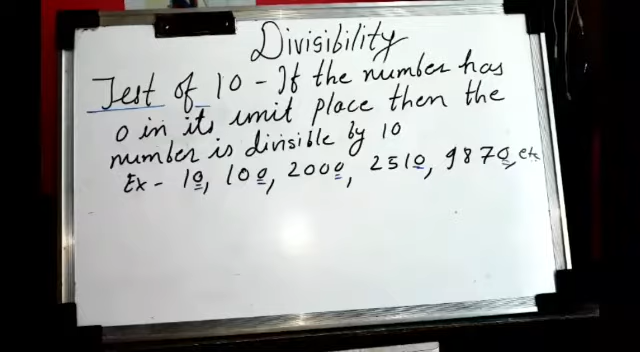 Divisibility
Test of 10 - If the number has
0 in its unit place then the
number is divisible by 10
Ex - 10, 100, 2000, 2510, 9870, etc